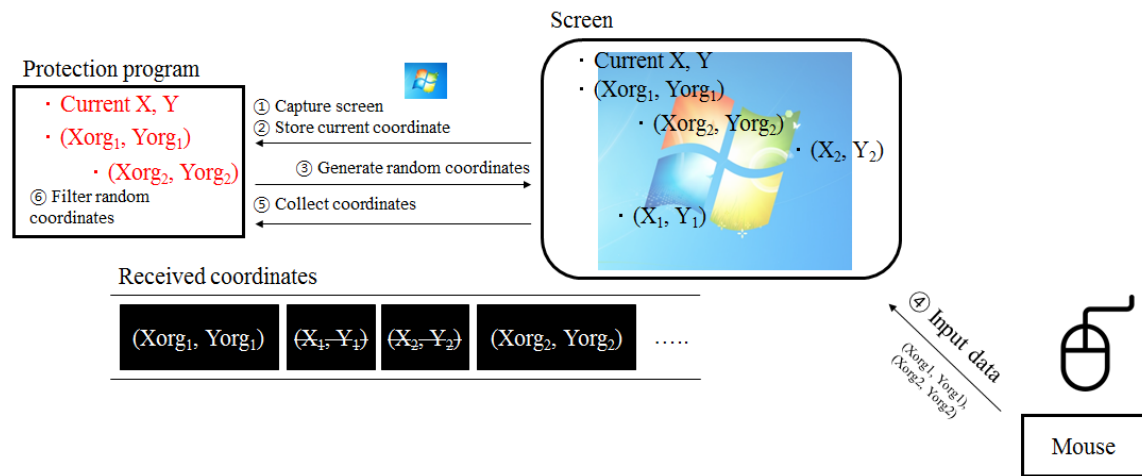 Screen
Protection program
· Current X, Y
· (Xorg₁, Yorg₁)
· (Xorg₂, Yorg₂)
⑥ Filter random
coordinates
① Capture screen
② Store current coordinate
③ Generate random coordinates
⑤ Collect coordinates
· Current X, Y
· (Xorg₁, Yorg₁)
· (Xorg₂, Yorg₂)
· (X₂, Y₂)
· (X₁, Y₁)
Received coordinates
(Xorg₁, Yorg₁) (X₁, Y₁) (X₂, Y₂) (Xorg₂, Yorg₂) .....
④ Input data
(Xorg1, Yorg1),
(Xorg2, Yorg2)
Mouse